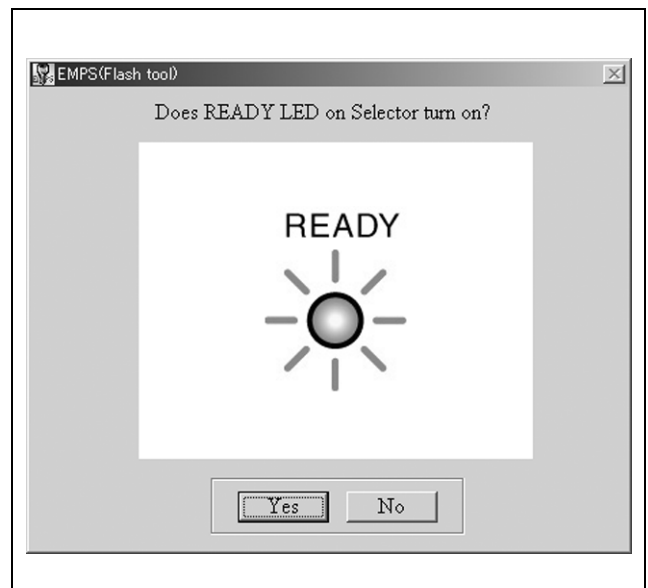 EMPS(Flash tool)
Does READY LED on Selector turn on?
READY
Yes No